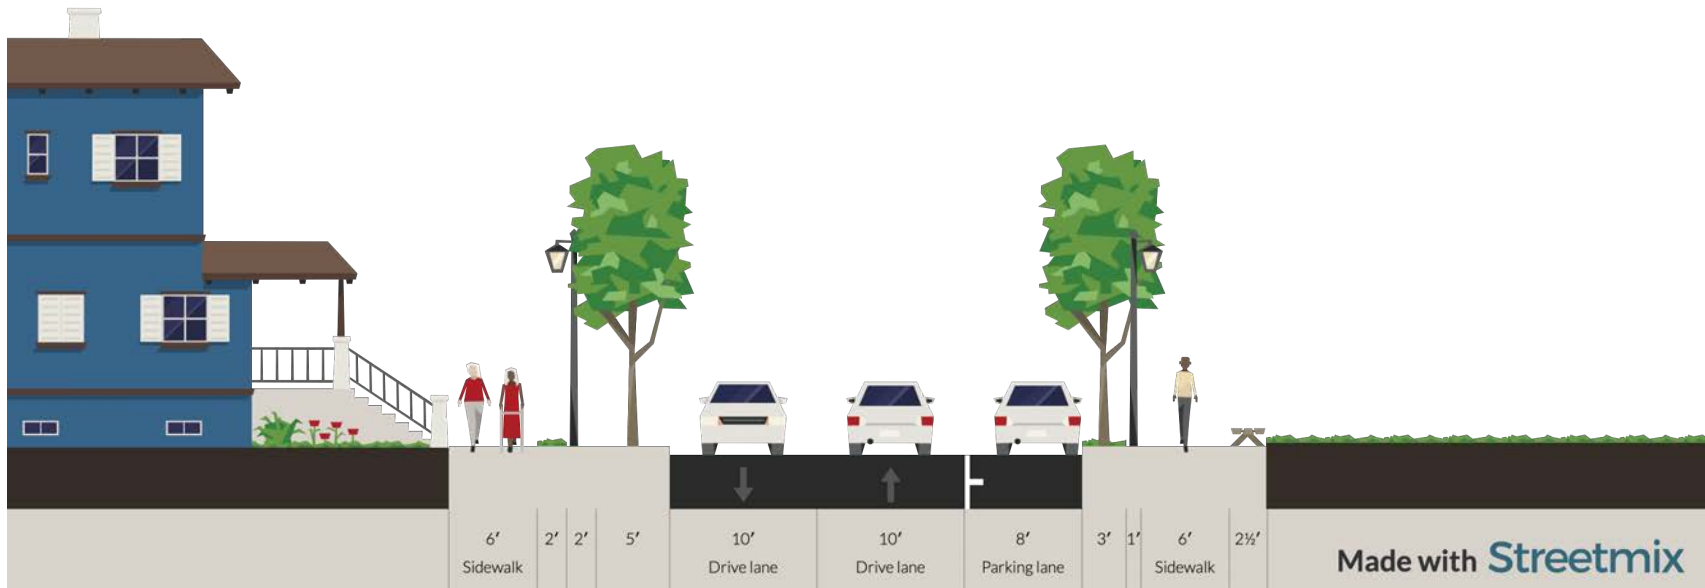 6′ 2′ 2′ 5′ 10′ 10′ 8′ 3′ 1′ 6′ 2½′
Sidewalk Drive lane Drive lane Parking lane Sidewalk
Made with Streetmix